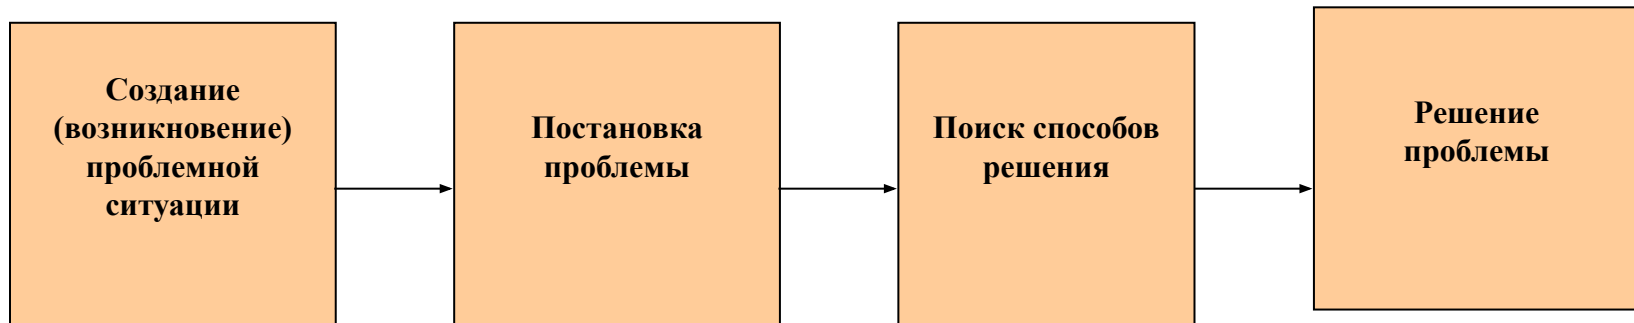 Создание
(возникновение)
проблемной
ситуации
Постановка
проблемы
Поиск способов
решения
Решение
проблемы